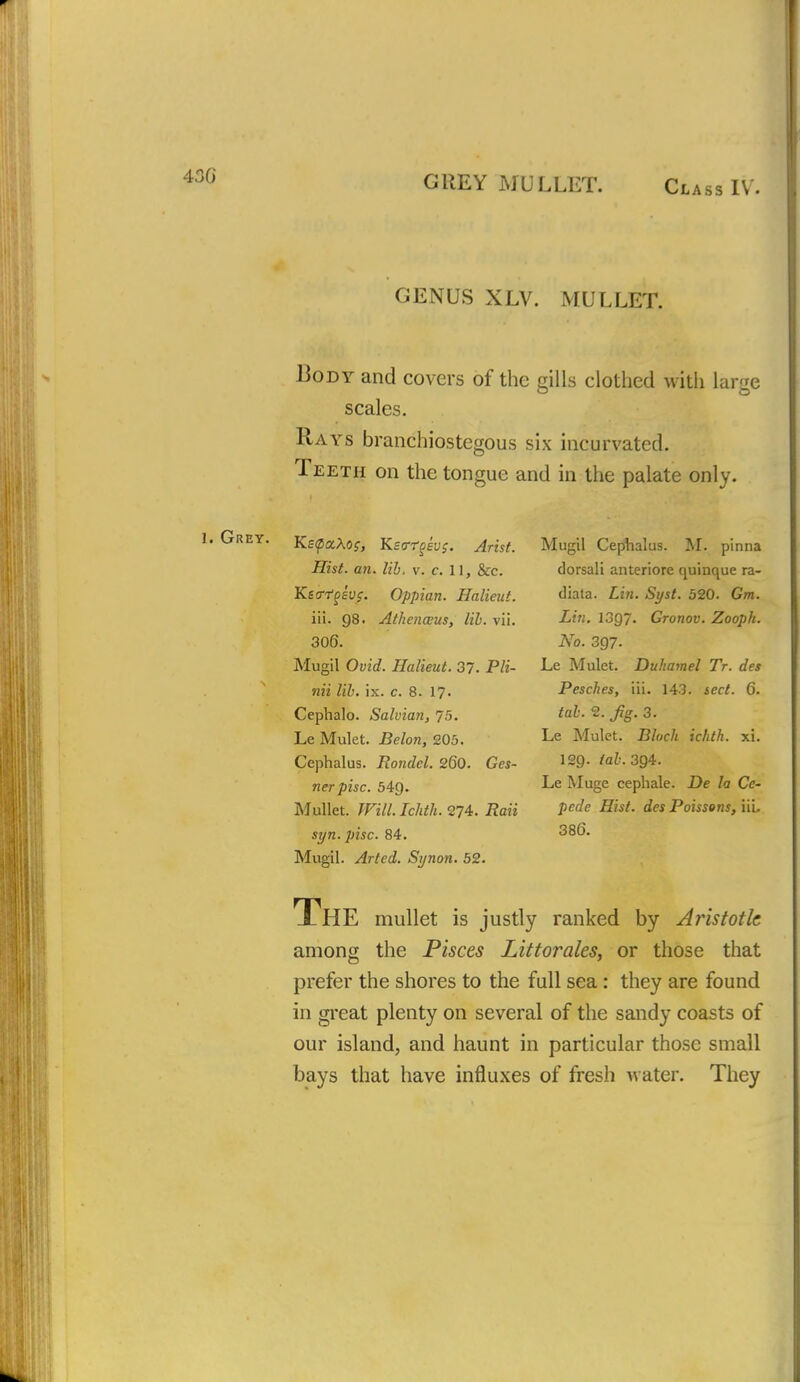 436 GREY MULLET. CLASS IV.
GENUS XLV. MULLET.
BODY and covers of the gills clothed with large
scales.
RAYS branchiostegous six incurvated.
TEETH on the tongue and in the palate only.
1. GREY.
Κεφαλος, Κεστρευς. Arist.
Hist. an. lib. v. c. 11, &c.
Κεστρευς. Oppian. Halieut.
iii. 98. Athenæus, lib. vii.
306.
Mugil Ovid. Halieut. 37. Pli-
nii lib. ix. c. 8. 17.
Cephalo. Salvian, 75.
Le Mulet. Belon, 205.
Cephalus. Rondel. 260. Ges-
ner pisc. 549.
Mullet. Will. Ichth. 274. Raii
syn. pisc. 84.
Mugil. Arted. Synon. 52.
Mugil Cephalus. M. pinna
dorsali anteriore quinque ra-
diata. Lin. Syst. 520. Gm.
Lin. 1397. Gronov. Zooph.
No. 397.
Le Mulet. Duhamel Tr. des
Pesches, iii. 143. sect. 6.
tab. 2. fig. 3.
Le Mulet. Bloch ichth. xi.
129. tab. 394.
Le Muge cephale. De la Ce-
pede Hist. des Poissons, iii.
386.
THE mullet is justly ranked by Aristotle
among the Pisces Littorales, or those that
prefer the shores to the full sea : they are found
in great plenty on several of the sandy coasts of
our island, and haunt in particular those small
bays that have influxes of fresh water. They